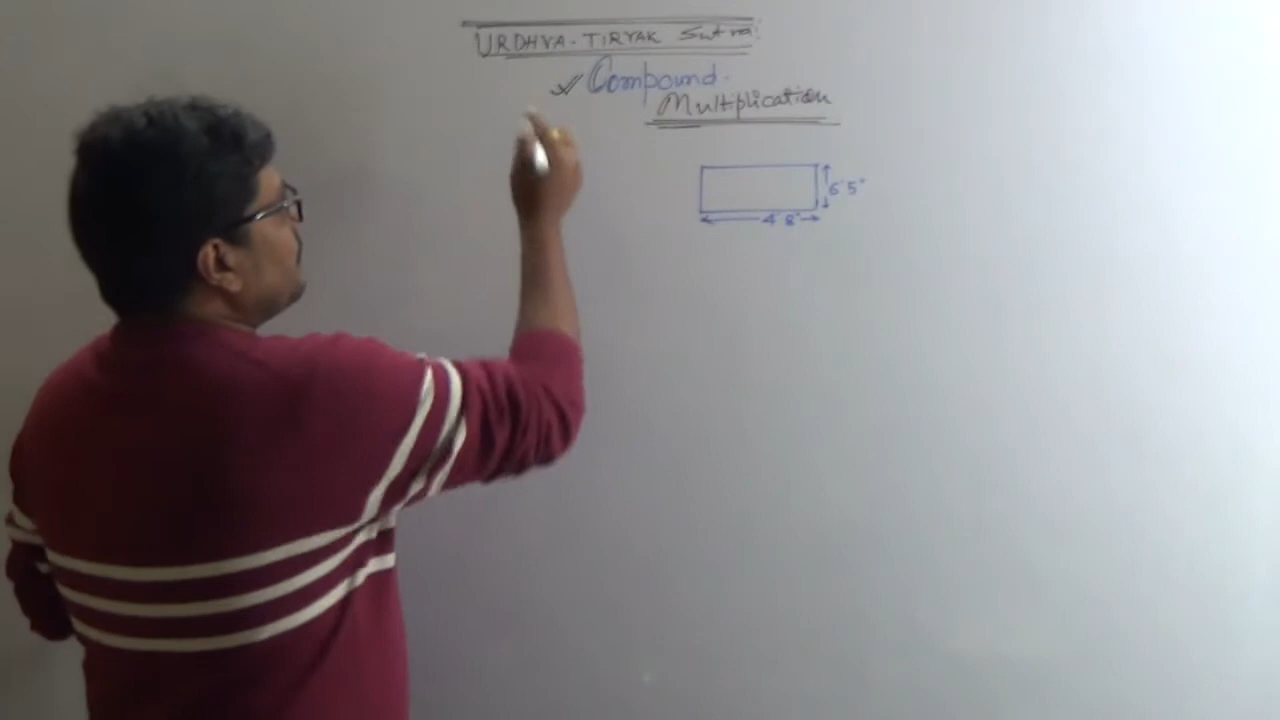 URDHVA-TIRYAK Sutra:
Compound.
Multiplication
6' 5"
4' 8"